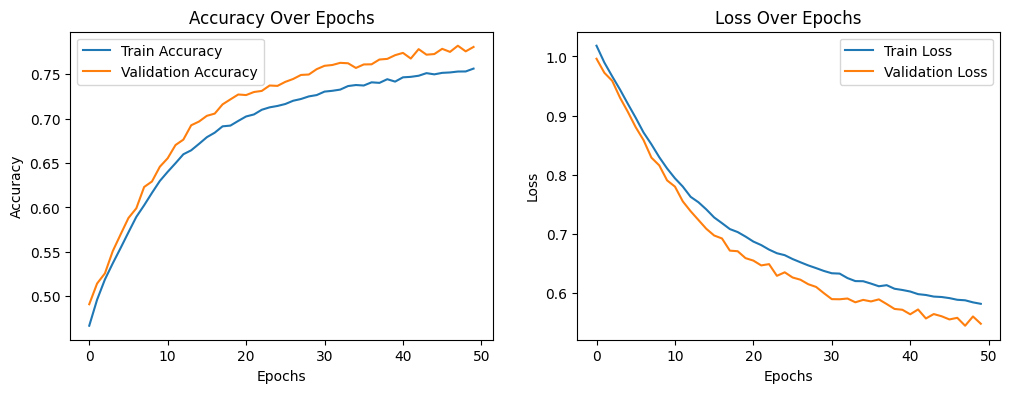 Accuracy Over Epochs
Train Accuracy
Validation Accuracy
0.75
0.70
0.65
0.60
0.55
0.50
Accuracy
0 10 20 30 40 50
Epochs
Loss Over Epochs
Train Loss
Validation Loss
1.0
0.9
0.8
0.7
0.6
Loss
0 10 20 30 40 50
Epochs